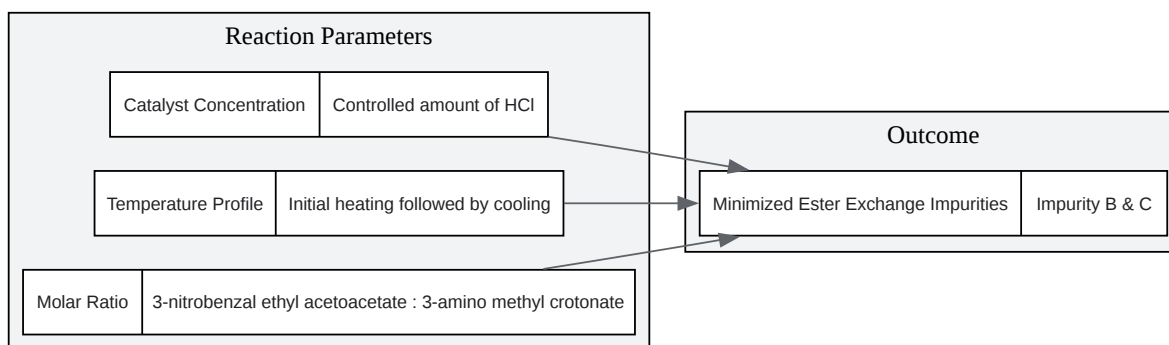 Reaction Parameters
Catalyst Concentration
Controlled amount of HCl
Temperature Profile
Initial heating followed by cooling
Molar Ratio
3-nitrobenzal ethyl acetoacetate : 3-amino methyl crotonate
Outcome
Minimized Ester Exchange Impurities
Impurity B & C